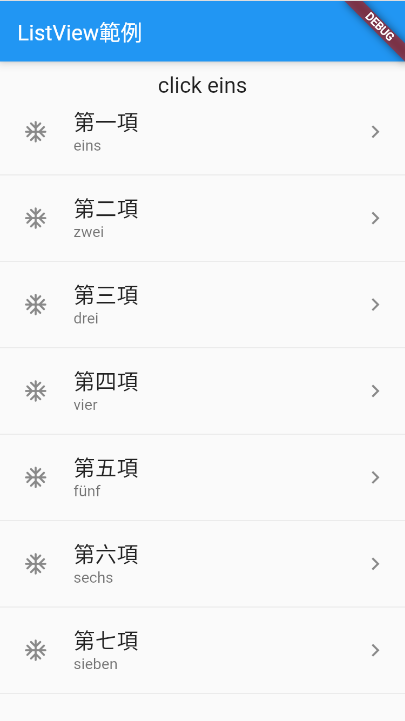 ListView範例
DEBUG
click eins
第一項
eins
第二項
zwei
第三項
drei
第四項
vier
第五項
fünf
第六項
sechs
第七項
sieben